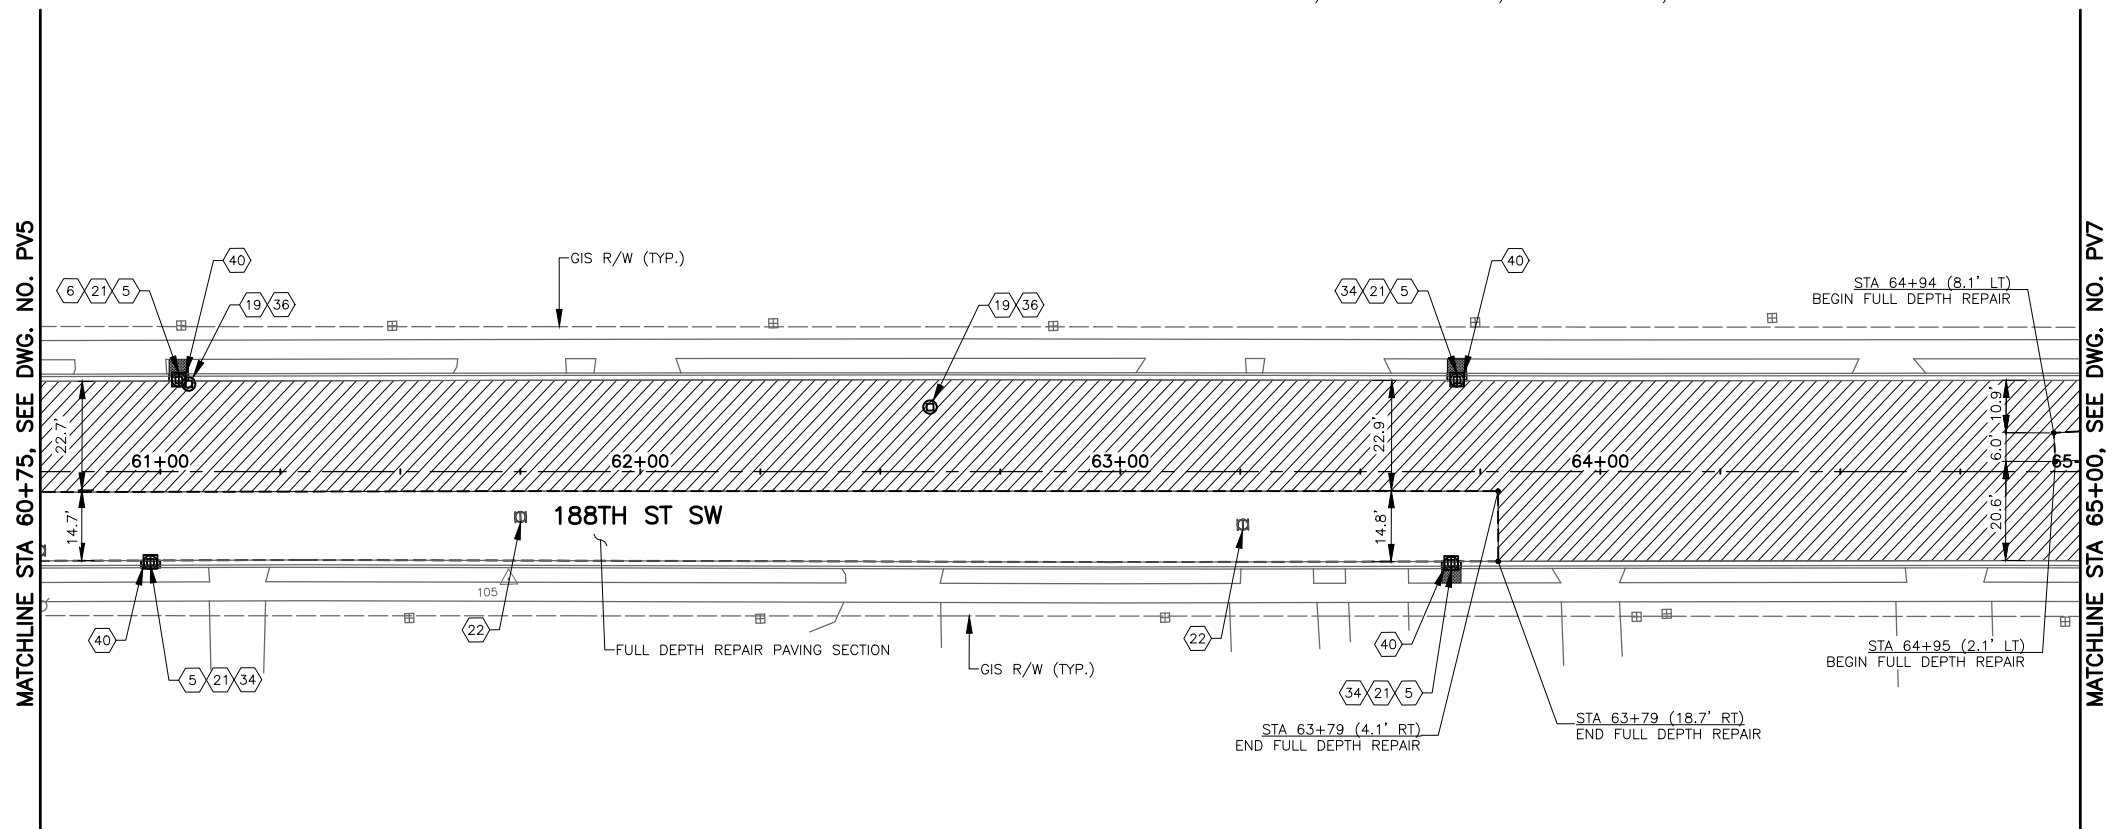 MATCHLINE STA 60+75, SEE DWG. NO. PV5
GIS R/W (TYP.)
40
6 21 5
19 36
19 36
34 21 5
40
STA 64+94 (8.1' LT)
BEGIN FULL DEPTH REPAIR
22.7'
22.9'
10.9'
6.0'
61+00
62+00
63+00
64+00
65
14.7'
188TH ST SW
14.8'
20.6'
105
40
22
22
40
FULL DEPTH REPAIR PAVING SECTION
GIS R/W (TYP.)
5 21 34
34 21 5
STA 64+95 (2.1' LT)
BEGIN FULL DEPTH REPAIR
STA 63+79 (4.1' RT)
END FULL DEPTH REPAIR
STA 63+79 (18.7' RT)
END FULL DEPTH REPAIR
MATCHLINE STA 65+00, SEE DWG. NO. PV7